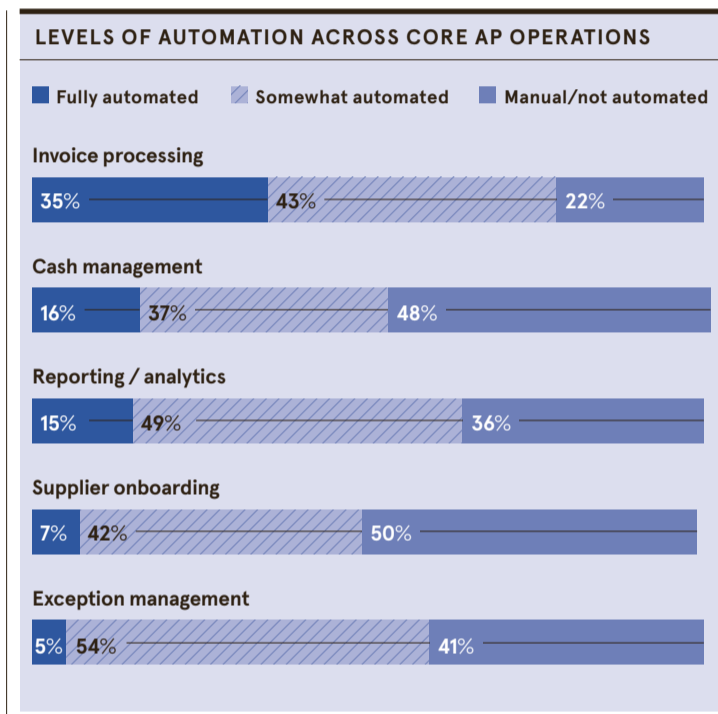 LEVELS OF AUTOMATION ACROSS CORE AP OPERATIONS
Fully automated Somewhat automated Manual/not automated
Invoice processing
35% 43% 22%
Cash management
16% 37% 48%
Reporting / analytics
15% 49% 36%
Supplier onboarding
7% 42% 50%
Exception management
5% 54% 41%